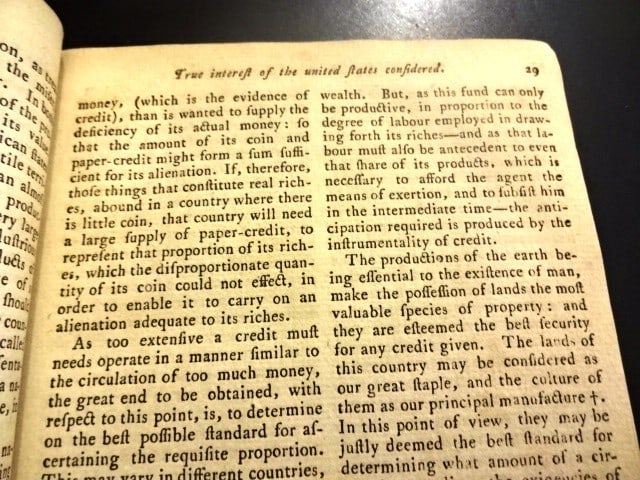 True interest of the united states considered.
29
money, (which is the evidence of
credit), than is wanted to supply the
deficiency of its actual money: so
that the amount of its coin and
paper-credit might form a sum suffi-
cient for its alienation. If, therefore,
those things that constitute real rich-
es, abound in a country where there
is little coin, that country will need
a large supply of paper-credit, to
represent that proportion of its rich-
es, which the disproportionate quan-
tity of its coin could not effect, in
order to enable it to carry on an
alienation adequate to its riches.
As too extensive a credit must
needs operate in a manner similar to
the circulation of too much money,
the great end to be obtained, with
respect to this point, is, to determine
on the best possible standard for as-
certaining the requisite proportion.
This may vary in different countries,
wealth. But, as this fund can only
be productive, in proportion to the
degree of labour employed in draw-
ing forth its riches—and as that la-
bour must also be antecedent to even
that share of its products, which is
necessary to afford the agent the
means of exertion, and to subsist him
in the intermediate time—the anti-
cipation required is produced by the
instrumentality of credit.
The productions of the earth be-
ing essential to the existence of man,
make the possession of lands the most
valuable species of property: and
they are esteemed the best security
for any credit given. The lands of
this country may be considered as
our great staple, and the culture of
them as our principal manufacture †.
In this point of view, they may be
justly deemed the best standard for
determining what amount of a cir-
exigencies of